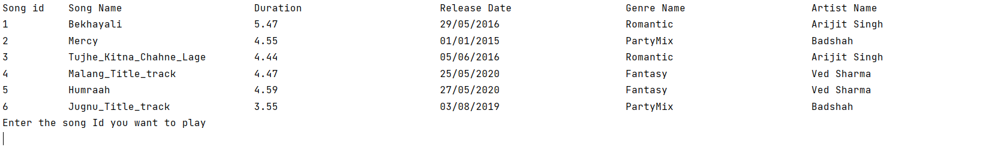 Song id Song Name Duration Release Date Genre Name Artist Name
1 Bekhayali 5.47 29/05/2016 Romantic Arijit Singh
2 Mercy 4.55 01/01/2015 PartyMix Badshah
3 Tujhe_Kitna_Chahne_Lage 4.44 05/06/2016 Romantic Arijit Singh
4 Malang_Title_track 4.47 25/05/2020 Fantasy Ved Sharma
5 Humraah 4.59 27/05/2020 Fantasy Ved Sharma
6 Jugnu_Title_track 3.55 03/08/2019 PartyMix Badshah
Enter the song Id you want to play